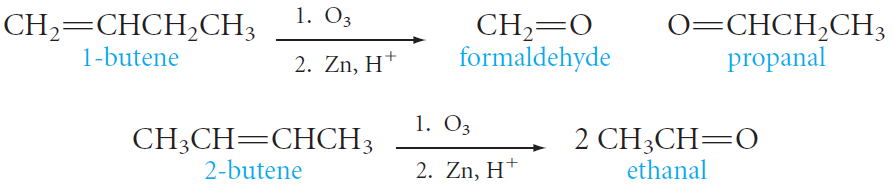 CH₂=CHCH₂CH₃ 1. O₃ CH₂=O O=CHCH₂CH₃
1-butene 2. Zn, H⁺ formaldehyde propanal
CH₃CH=CHCH₃ 1. O₃ 2 CH₃CH=O
2-butene 2. Zn, H⁺ ethanal